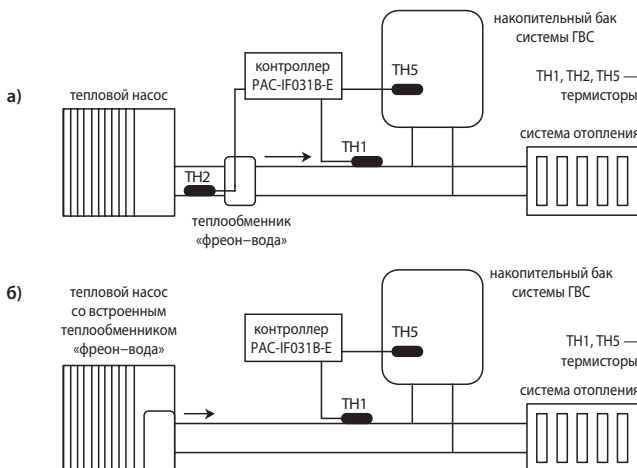 а)
тепловой насос
контроллер
PAC-IF031B-E
TH5
накопительный бак
системы ГВС
TH1, TH2, TH5 —
термисторы
TH1
система отопления
TH2
теплообменник
«фреон–вода»
б)
тепловой насос
со встроенным
теплообменником
«фреон–вода»
контроллер
PAC-IF031B-E
TH5
накопительный бак
системы ГВС
TH1, TH5 —
термисторы
TH1
система отопления